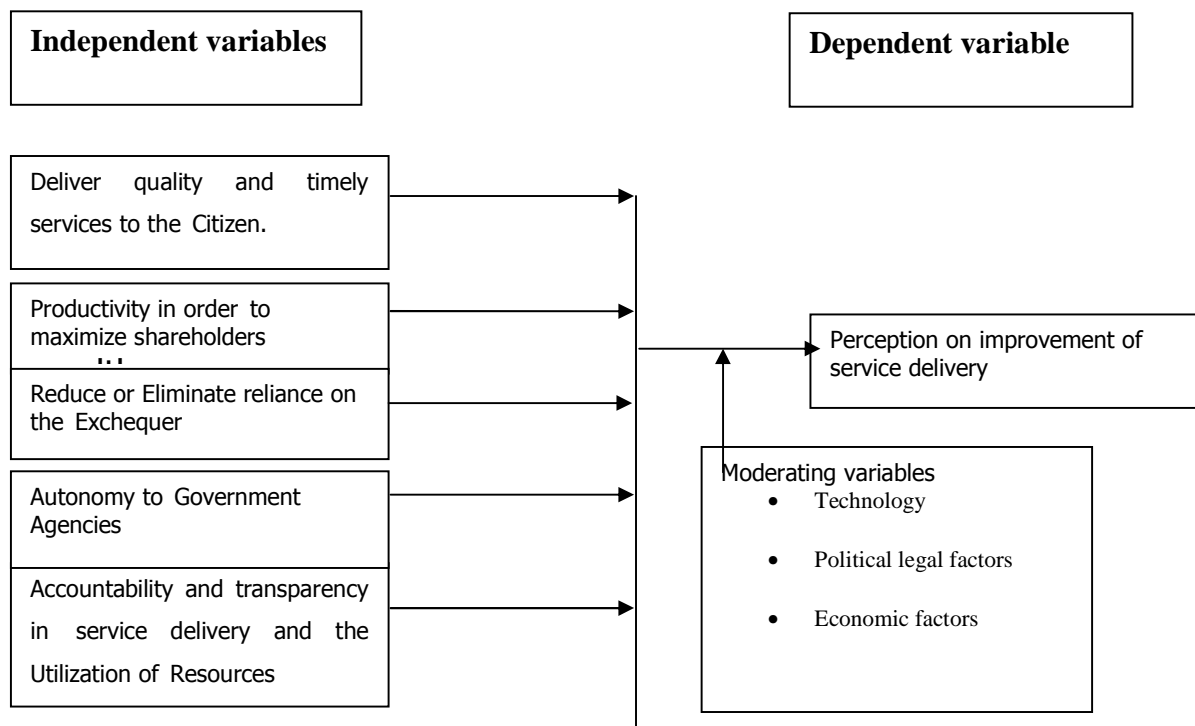 Independent variables
Dependent variable
Deliver quality and timely
services to the Citizen.
Productivity in order to
maximize shareholders
Reduce or Eliminate reliance on
the Exchequer
Autonomy to Government
Agencies
Accountability and transparency
in service delivery and the
Utilization of Resources
Perception on improvement of
service delivery
Moderating variables
• Technology
• Political legal factors
• Economic factors